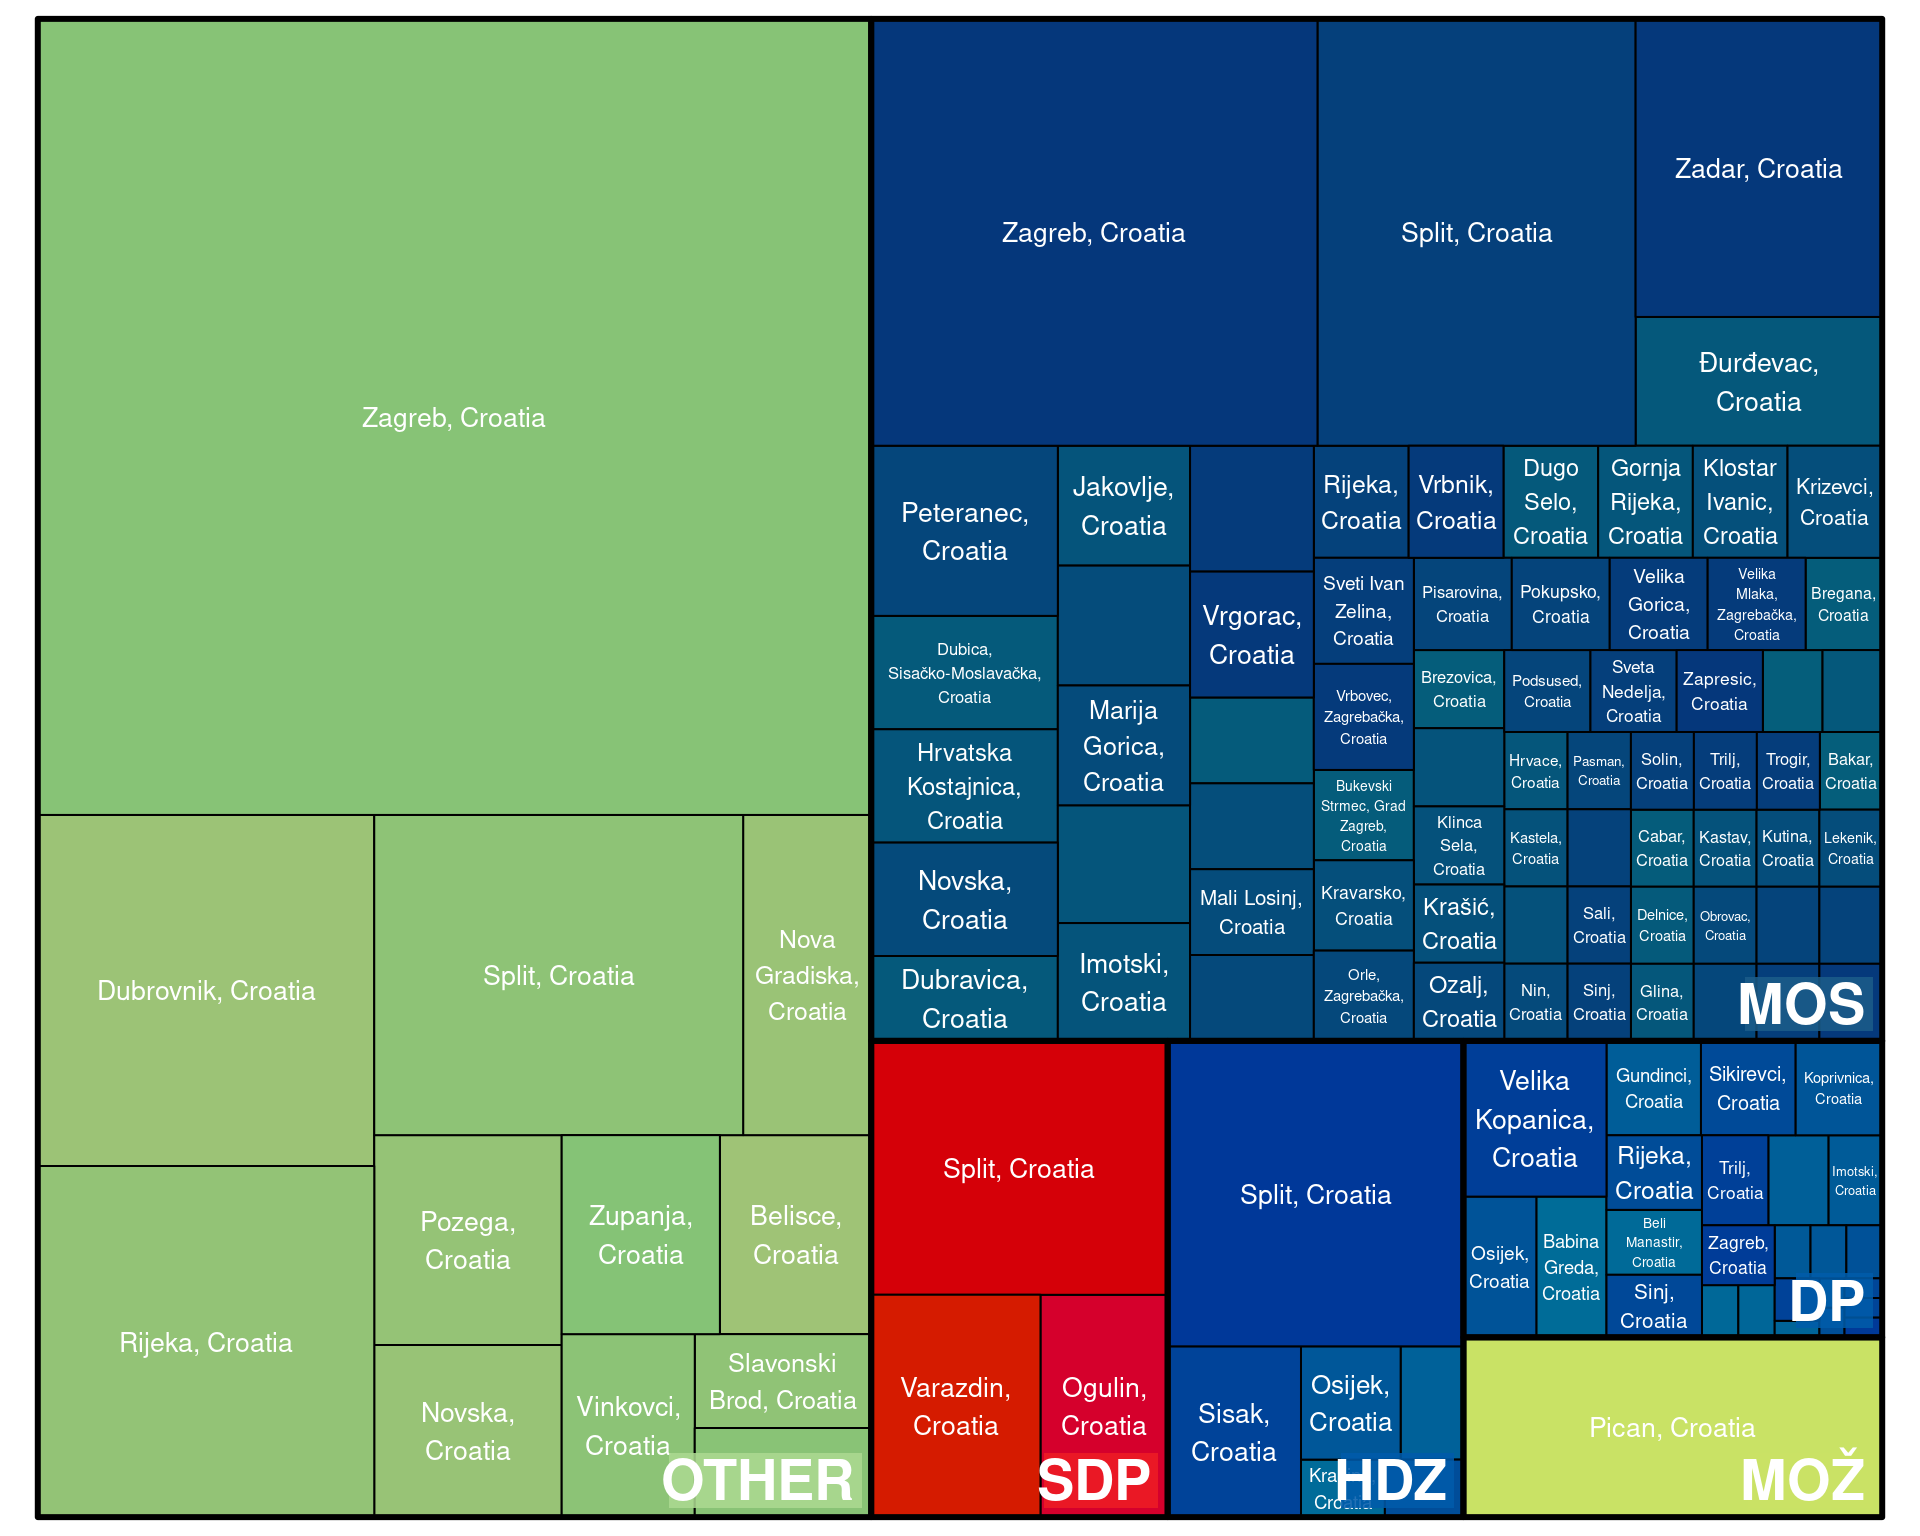 Zagreb, Croatia
Dubrovnik, Croatia
Split, Croatia
Nova
Gradiska,
Croatia
Rijeka, Croatia
Pozega,
Croatia
Zupanja,
Croatia
Belisce,
Croatia
Novska,
Croatia
Vinkovci,
Croatia
Slavonski
Brod, Croatia
OTHER
Zagreb, Croatia
Split, Croatia
Zadar, Croatia
Đurđevac,
Croatia
Peteranec,
Croatia
Dubica,
Sisačko-Moslavačka,
Croatia
Hrvatska
Kostajnica,
Croatia
Novska,
Croatia
Dubravica,
Croatia
Jakovlje,
Croatia
Marija
Gorica,
Croatia
Imotski,
Croatia
Vrgorac,
Croatia
Mali Losinj,
Croatia
Rijeka,
Croatia
Vrbnik,
Croatia
Dugo
Selo,
Croatia
Gornja
Rijeka,
Croatia
Klostar
Ivanic,
Croatia
Krizevci,
Croatia
Sveti Ivan
Zelina,
Croatia
Vrbovec,
Zagrebačka,
Croatia
Bukevski
Strmec, Grad
Zagreb,
Croatia
Kravarsko,
Croatia
Orle,
Zagrebačka,
Croatia
Pisarovina,
Croatia
Pokupsko,
Croatia
Velika
Gorica,
Croatia
Velika
Mlaka,
Zagrebačka,
Croatia
Bregana,
Croatia
Brezovica,
Croatia
Klinca
Sela,
Croatia
Krašić,
Croatia
Ozalj,
Croatia
Podsused,
Croatia
Sveta
Nedelja,
Croatia
Zapresic,
Croatia
Hrvace,
Croatia
Pasman,
Croatia
Solin,
Croatia
Trilj,
Croatia
Trogir,
Croatia
Bakar,
Croatia
Kastela,
Croatia
Cabar,
Croatia
Kastav,
Croatia
Kutina,
Croatia
Lekenik,
Croatia
Sali,
Croatia
Delnice,
Croatia
Obrovac,
Croatia
Nin,
Croatia
Sinj,
Croatia
Glina,
Croatia
MOS
Split, Croatia
Varazdin,
Croatia
Ogulin,
Croatia
SDP
Split, Croatia
Sisak,
Croatia
Osijek,
Croatia
Croatia
HDZ
Velika
Kopanica,
Croatia
Gundinci,
Croatia
Sikirevci,
Croatia
Koprivnica,
Croatia
Osijek,
Croatia
Babina
Greda,
Croatia
Rijeka,
Croatia
Beli
Manastir,
Croatia
Sinj,
Croatia
Trilj,
Croatia
Imotski,
Croatia
Zagreb,
Croatia
DP
Pican, Croatia
MOŽ